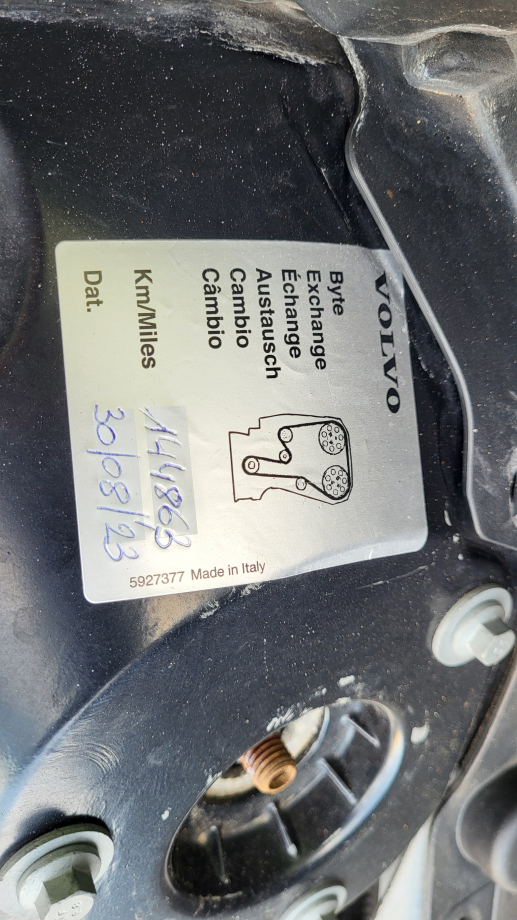 VOLVO
Byte
Exchange
Échange
Austausch
Cambio
Câmbio
Km/Miles 144863
Dat. 30/08/23
5927377 Made in Italy